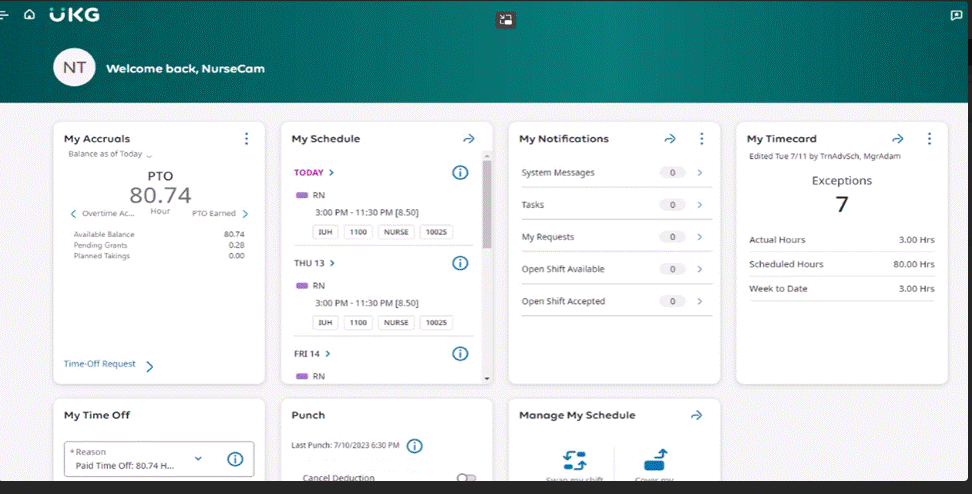 UKG
NT
Welcome back, NurseCam
My Accruals
Balance as of Today
PTO
80.74
Hour
Overtime Ac...
PTO Earned
Available Balance 80.74
Pending Grants 0.28
Planned Takings 0.00
Time-Off Request
My Schedule
TODAY
RN
3:00 PM - 11:30 PM [8.50]
IUH 1100 NURSE 10025
THU 13
RN
3:00 PM - 11:30 PM [8.50]
IUH 1100 NURSE 10025
FRI 14
RN
My Notifications
System Messages 0
Tasks 0
My Requests 0
Open Shift Available 0
Open Shift Accepted 0
My Timecard
Edited Tue 7/11 by TrnAdvSch, MgrAdam
Exceptions
7
Actual Hours 3.00 Hrs
Scheduled Hours 80.00 Hrs
Week to Date 3.00 Hrs
My Time Off
*Reason
Paid Time Off: 80.74 H...
Punch
Last Punch: 7/10/2023 6:30 PM
Cancel Deduction
Manage My Schedule
Swap my shift
Cover my